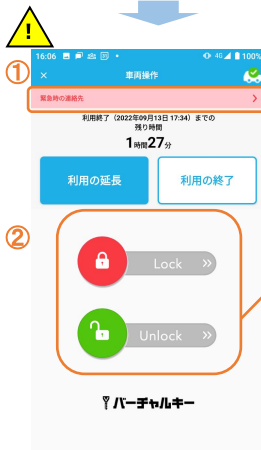 !
①
16:06
4G 100%
× 車両操作
緊急時の連絡先 >
利用終了（2022年09月13日 17:34）までの
残り時間
1時間27分
利用の延長 利用の終了
②
Lock »
Unlock »
バーチャルキー